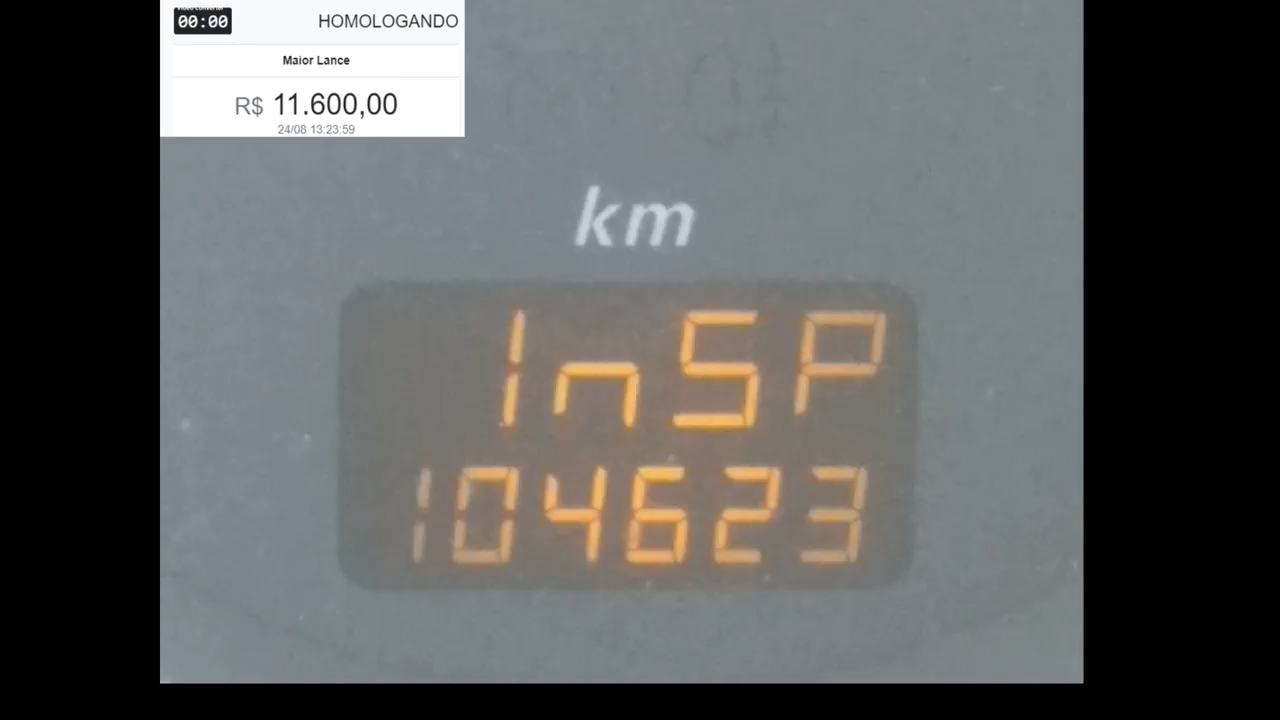 00:00
HOMOLOGANDO
Maior Lance
R$ 11.600,00
24/08 13:23:59
km
InSP
104623